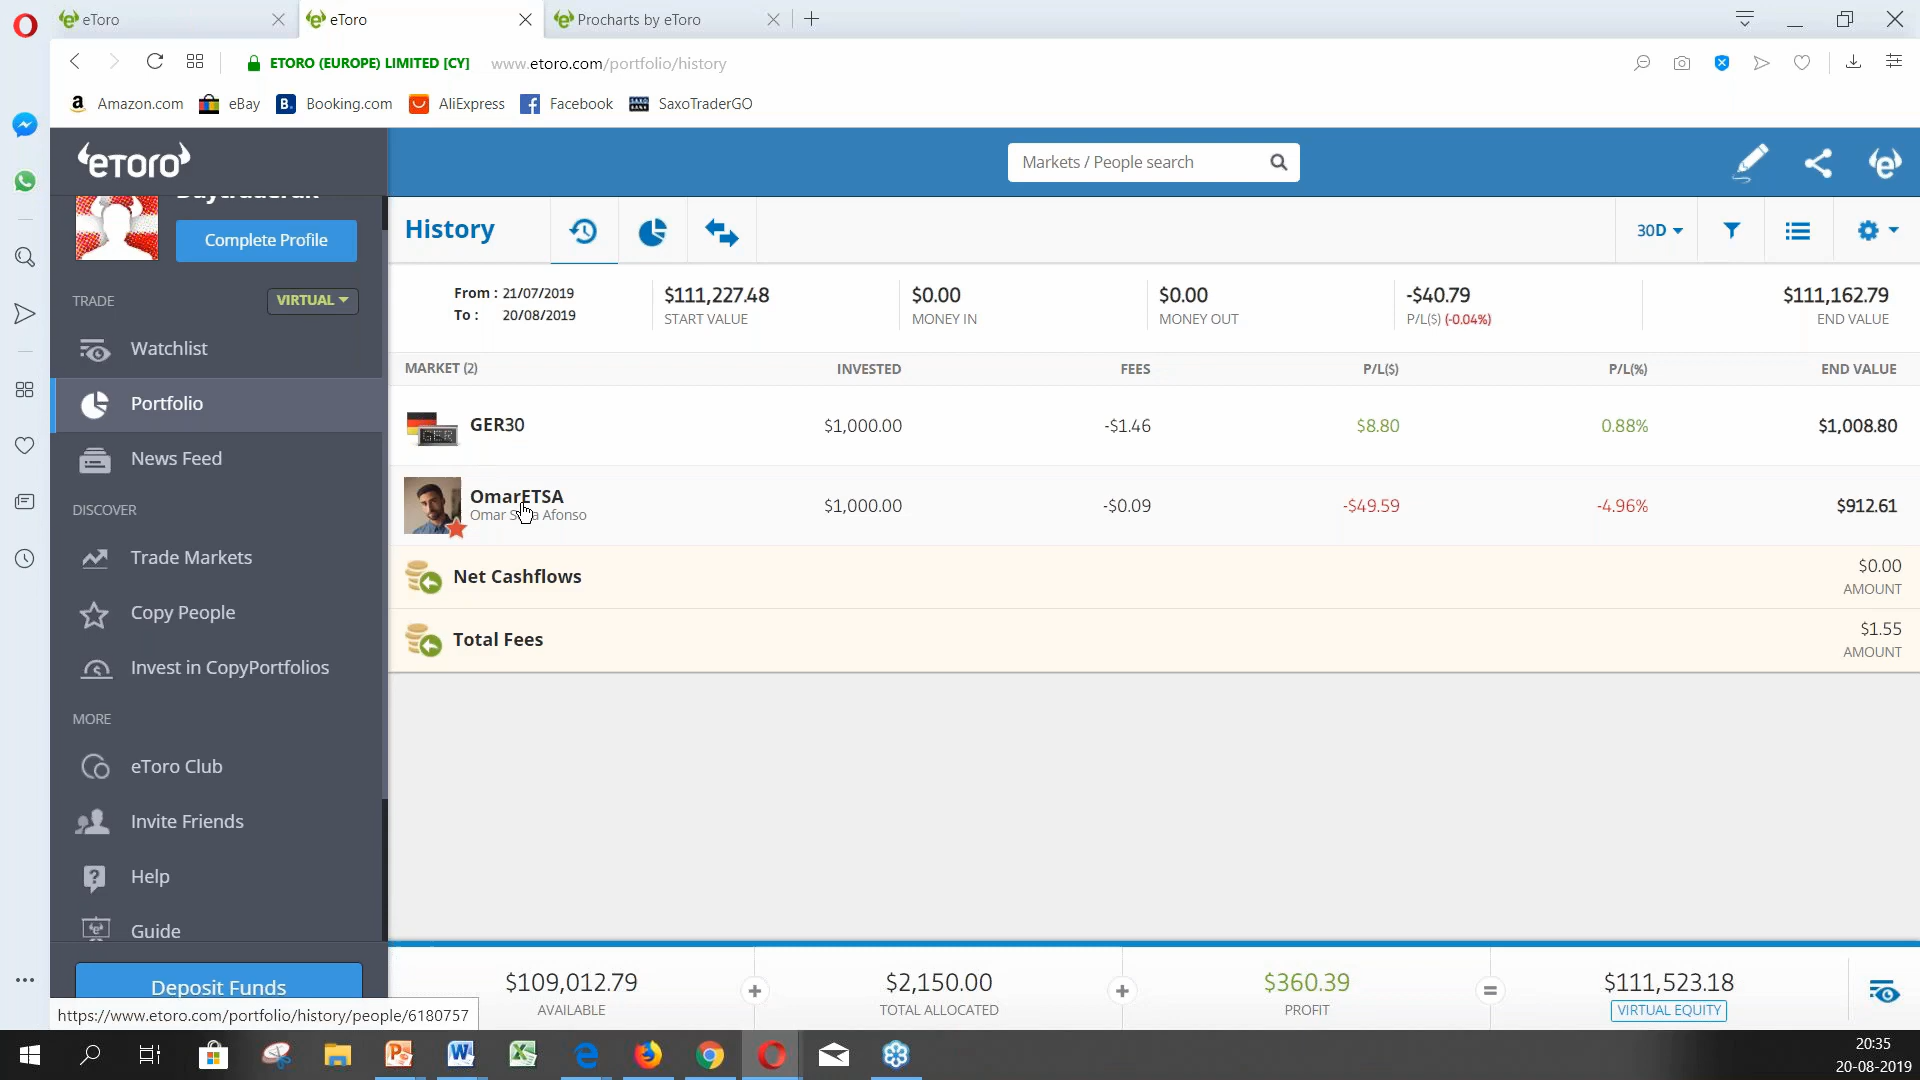 eToro
eToro
Procharts by eToro
ETORO (EUROPE) LIMITED [CY] www.etoro.com/portfolio/history
Amazon.com eBay Booking.com AliExpress Facebook SaxoTraderGO
eToro
Markets / People search
Complete Profile
TRADE VIRTUAL
Watchlist
Portfolio
News Feed
DISCOVER
Trade Markets
Copy People
Invest in CopyPortfolios
MORE
eToro Club
Invite Friends
Help
Guide
Deposit Funds
History 30D
From : 21/07/2019
To : 20/08/2019
$111,227.48
START VALUE
$0.00
MONEY IN
$0.00
MONEY OUT
-$40.79
P/L($) (-0.04%)
$111,162.79
END VALUE
MARKET (2) INVESTED FEES P/L($) P/L(%) END VALUE
GER
GER30 $1,000.00 -$1.46 $8.80 0.88% $1,008.80
OmarETSA
Omar Afonso
$1,000.00 -$0.09 -$49.59 -4.96% $912.61
Net Cashflows
$0.00
AMOUNT
Total Fees
$1.55
AMOUNT
$109,012.79
AVAILABLE
$2,150.00
TOTAL ALLOCATED
$360.39
PROFIT
$111,523.18
VIRTUAL EQUITY
https://www.etoro.com/portfolio/history/people/6180757
20:35
20-08-2019